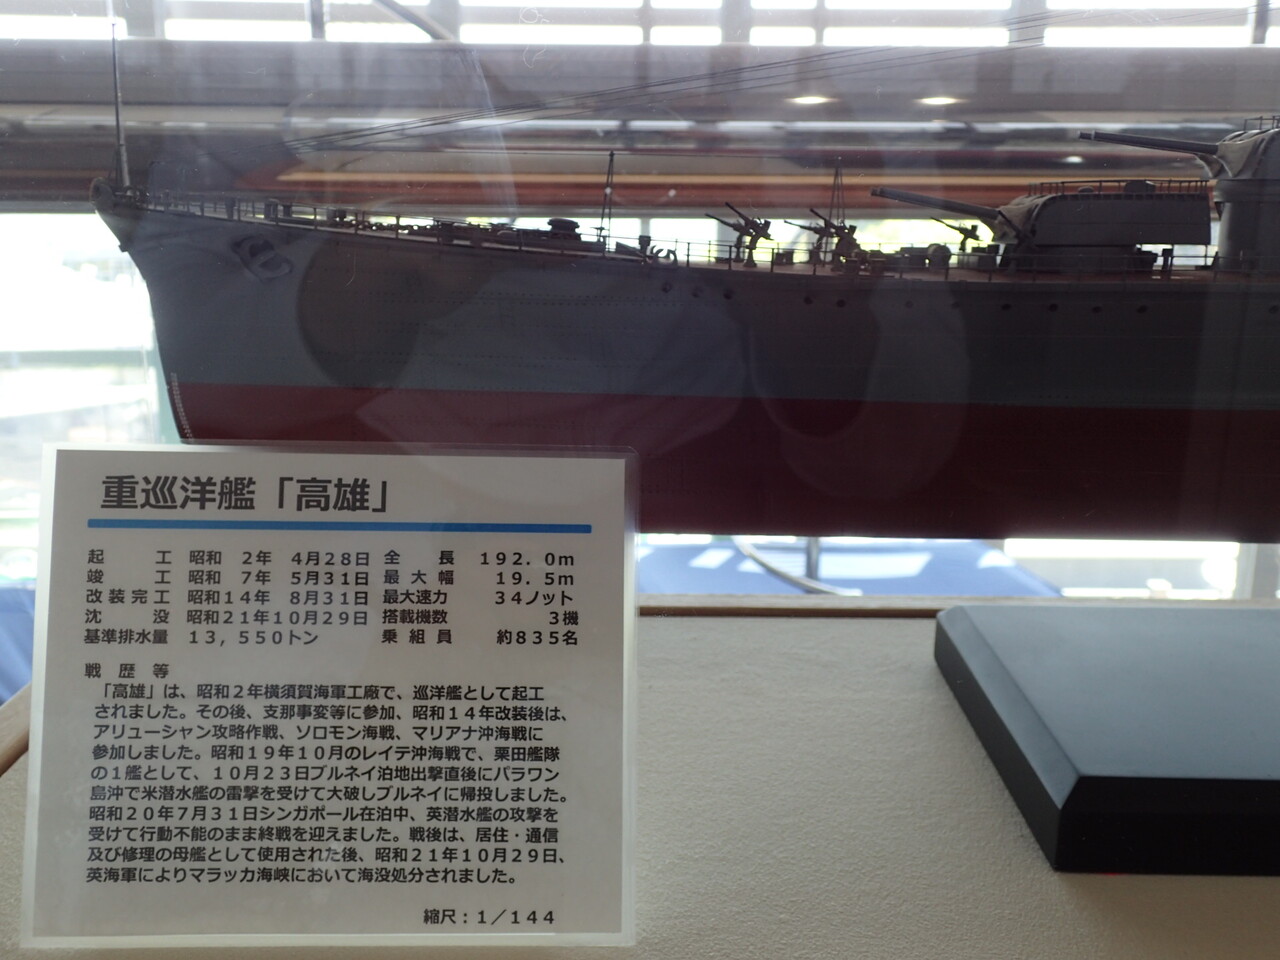 重巡洋艦「高雄」
起工 昭和 2年 4月28日 全長 192.0m
竣工 昭和 7年 5月31日 最大幅 19.5m
改装完工 昭和14年 8月31日 最大速力 34ノット
沈没 昭和21年10月29日 搭載機数 3機
基準排水量 13,550トン 乗組員 約835名
戦歴等
「高雄」は、昭和2年横須賀海軍工廠で、巡洋艦として起工
されました。その後、支那事変等に参加、昭和14年改装後は、
アリューシャン攻略作戦、ソロモン海戦、マリアナ沖海戦に
参加しました。昭和19年10月のレイテ沖海戦で、栗田艦隊
の1艦として、10月23日ブルネイ泊地出撃直後にパラワン
島沖で米潜水艦の雷撃を受けて大破しブルネイに帰投しました。
昭和20年7月31日シンガポール在泊中、英潜水艦の攻撃を
受けて行動不能のまま終戦を迎えました。戦後は、居住・通信
及び修理の母艦として使用された後、昭和21年10月29日、
英海軍によりマラッカ海峡において海没処分されました。
縮尺:1/144